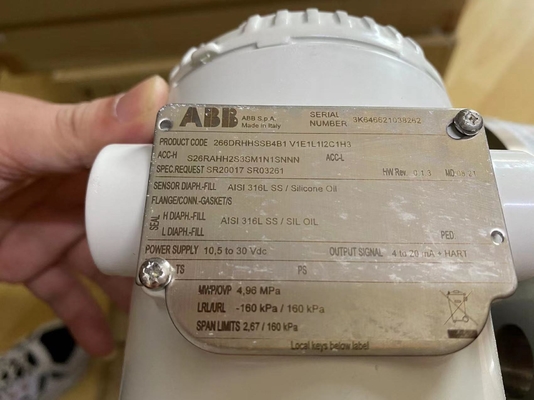 ABB ABB S.p.A.
Made in Italy
SERIAL
NUMBER 3K646621038262
PRODUCT CODE 266DRHHSSB4B1 V1E1L1I2C1H3
ACC-H S26RAHH2S3GM1N1SNNN ACC-L
SPEC.REQUEST SR20017 SR03261 HW Rev.
SENSOR DIAPH.-FILL AISI 316L SS / Silicone Oil
FLANGE/CONN.-GASKET/S
SEAL H DIAPH.-FILL AISI 316L SS / SIL OIL
L DIAPH.-FILL PED
POWER SUPPLY 10,5 to 30 Vdc OUTPUT SIGNAL 4 to 20 mA + HART
TS PS
MWP/OVP 4,96 MPa
LRL/URL -160 kPa / 160 kPa
SPAN LIMITS 2,67 / 160 kPa
Local keys below label